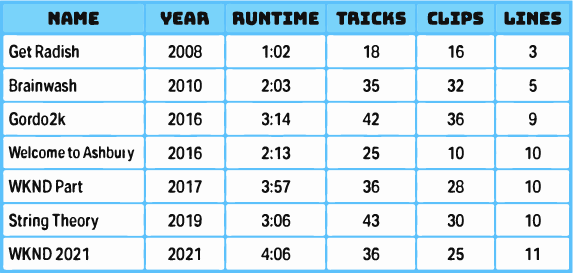 NAME YEAR RUNTIME TRICKS CLIPS LINES
Get Radish 2008 1:02 18 16 3
Brainwash 2010 2:03 35 32 5
Gordo2k 2016 3:14 42 36 9
Welcome to Ashbury 2016 2:13 25 10 10
WKND Part 2017 3:57 36 28 10
String Theory 2019 3:06 43 30 10
WKND 2021 2021 4:06 36 25 11